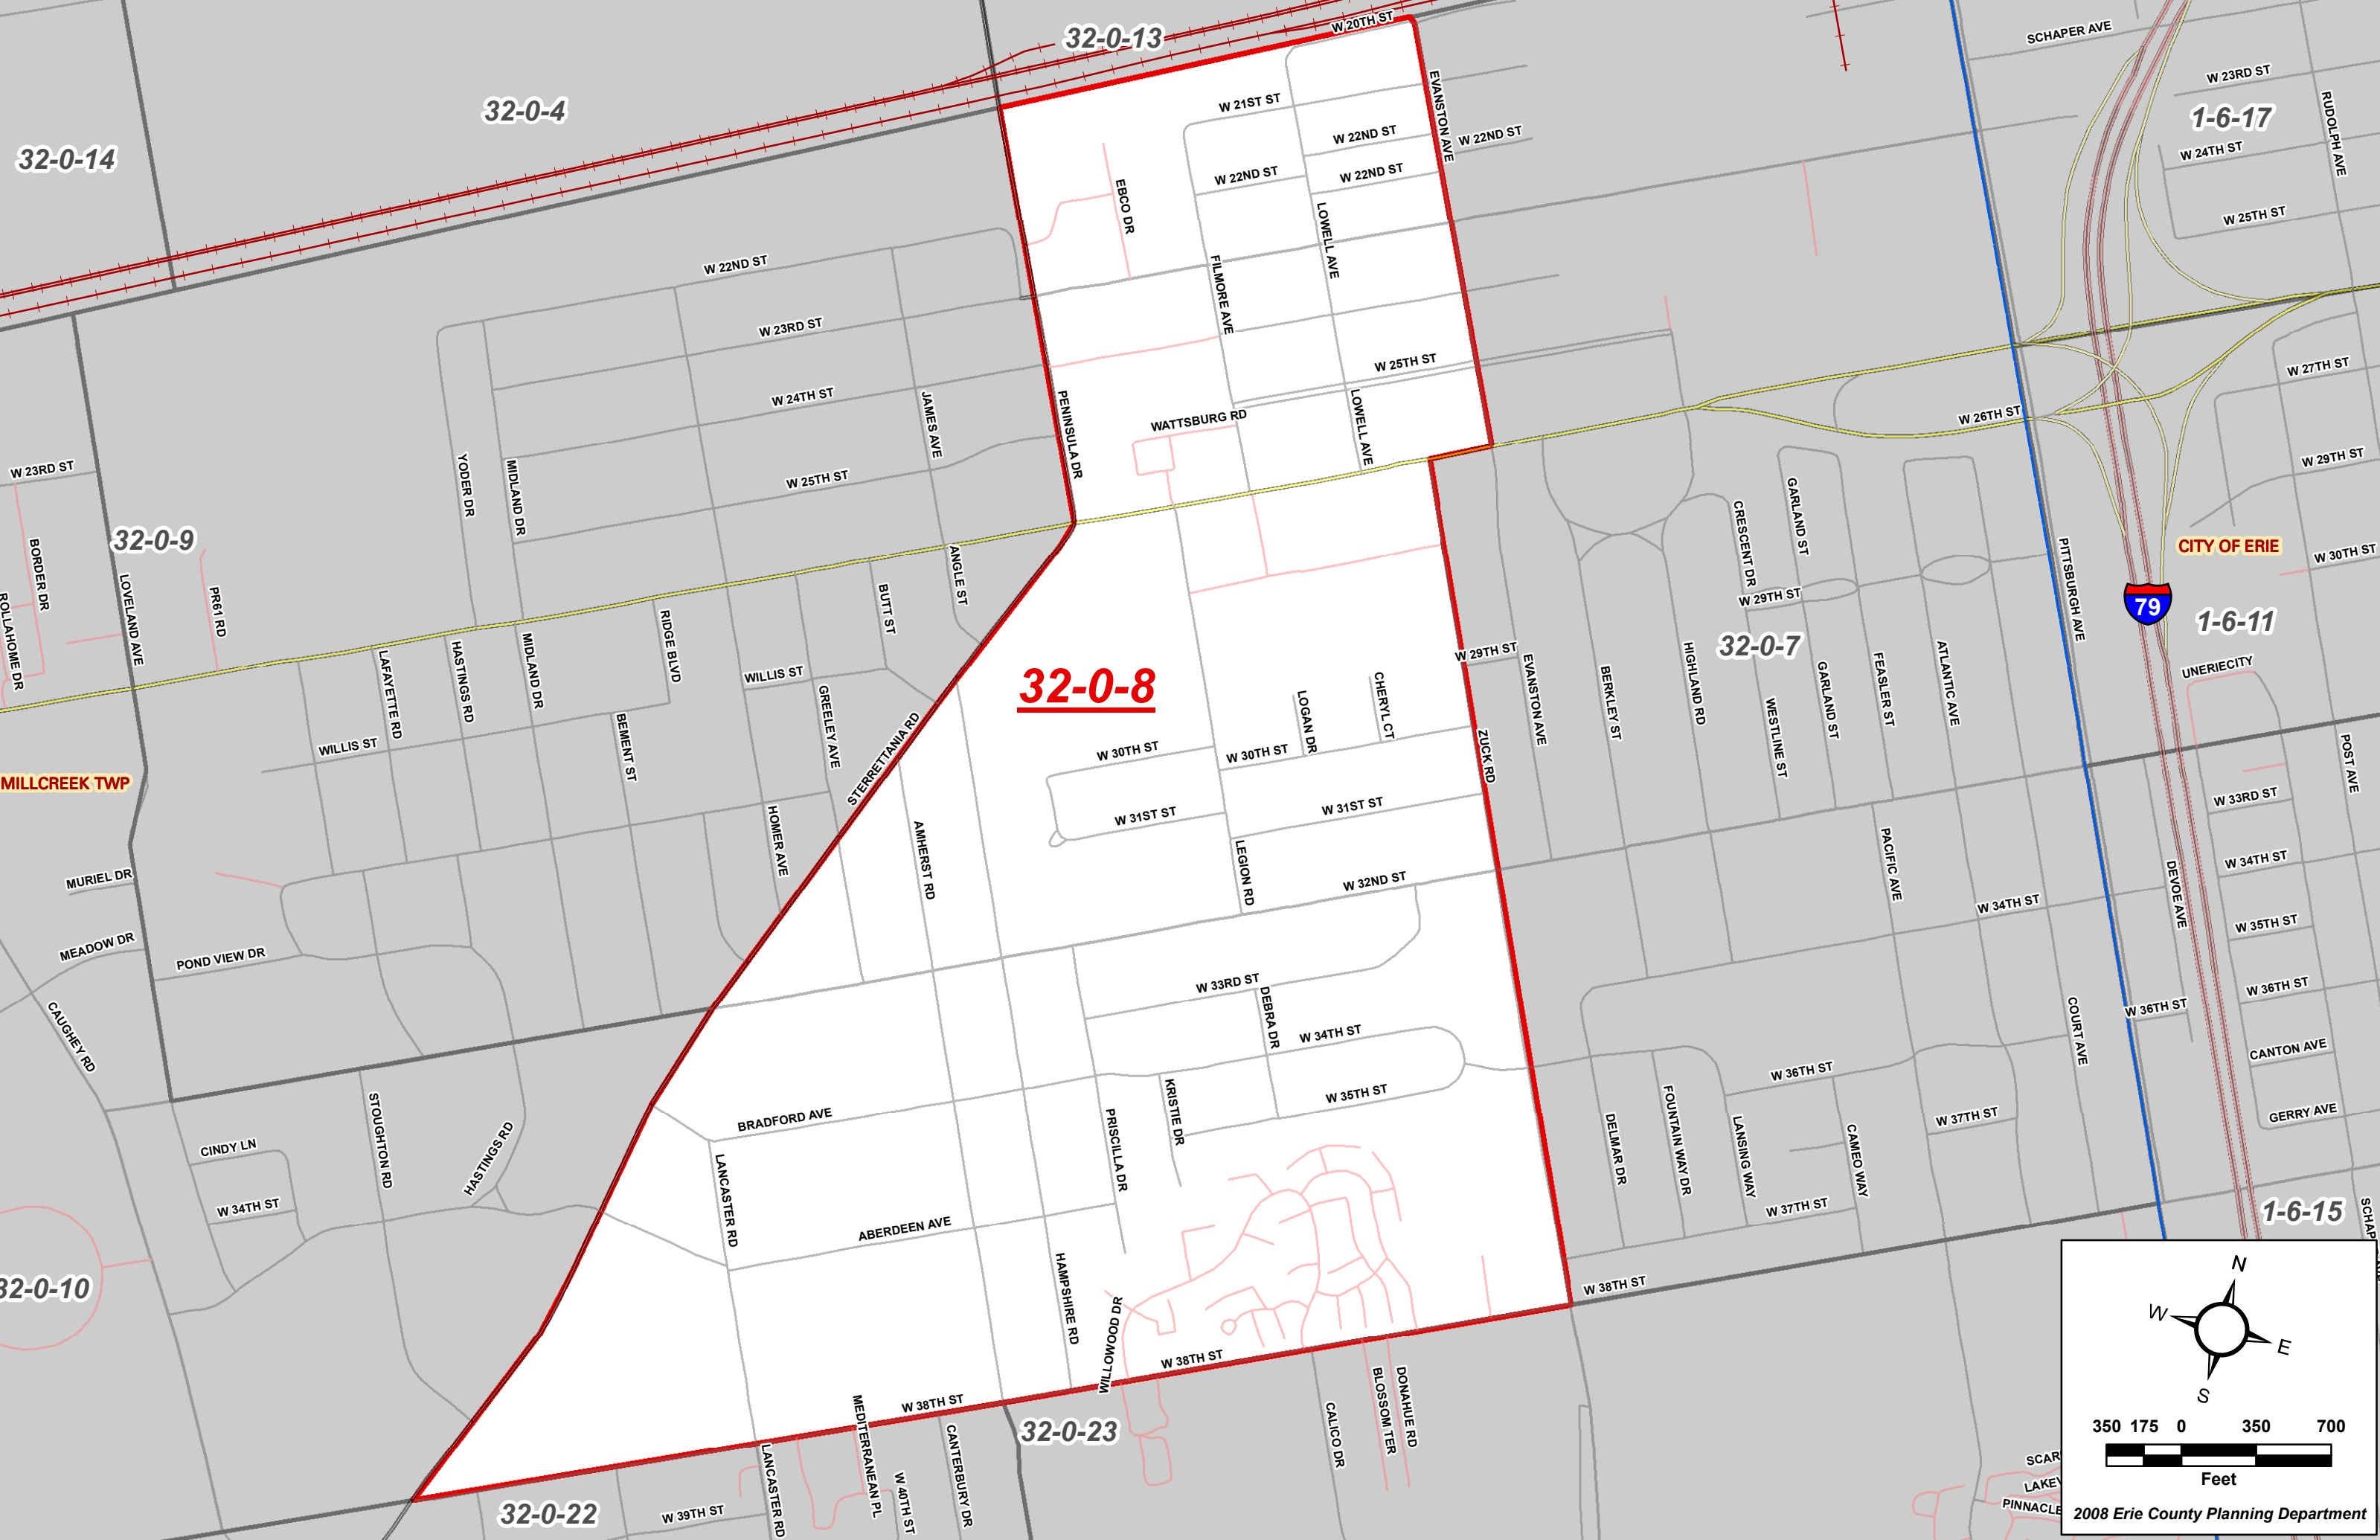 32-0-13
W 20TH ST
SCHAPER AVE
W 23RD ST
32-0-4
1-6-17
RUDOLPH AVE
32-0-14
W 21ST ST
EVANSTON AVE
W 22ND ST
W 22ND ST
W 24TH ST
W 22ND ST
W 22ND ST
EBCO DR
LOWELL AVE
W 25TH ST
W 22ND ST
FILMORE AVE
W 23RD ST
W 25TH ST
W 27TH ST
W 24TH ST
JAMES AVE
PENINSULA DR
WATTSBURG RD
LOWELL AVE
W 26TH ST
W 23RD ST
YODER DR
MIDLAND DR
W 25TH ST
W 29TH ST
GARLAND ST
CRESCENT DR
32-0-9
BORDER DR
LOVELAND AVE
PR61 RD
ROLLAHOME DR
ANGLE ST
BUTT ST
PITTSBURGH AVE
CITY OF ERIE
W 30TH ST
79
W 29TH ST
1-6-11
32-0-7
LAFAYETTE RD
HASTINGS RD
MIDLAND DR
RIDGE BLVD
WILLIS ST
GREELEY AVE
32-0-8
W 29TH ST
EVANSTON AVE
BERKLEY ST
HIGHLAND RD
WESTLINE ST
GARLAND ST
FEASLER ST
ATLANTIC AVE
UNERIECITY
LOGAN DR
CHERYL CT
WILLIS ST
BEMENT ST
STERRETTANIA RD
W 30TH ST
W 30TH ST
ZUCK RD
POST AVE
MILLCREEK TWP
HOMER AVE
AMHERST RD
W 31ST ST
W 31ST ST
W 33RD ST
LEGION RD
PACIFIC AVE
DEVOE AVE
W 34TH ST
MURIEL DR
W 32ND ST
W 34TH ST
W 35TH ST
MEADOW DR
POND VIEW DR
W 33RD ST
DEBRA DR
W 36TH ST
CAUGHEY RD
W 34TH ST
COURT AVE
W 36TH ST
CANTON AVE
STOUGHTON RD
HASTINGS RD
BRADFORD AVE
KRISTIE DR
PRISCILLA DR
W 35TH ST
W 36TH ST
DELMAR DR
FOUNTAIN WAY DR
LANSING WAY
CAMEO WAY
W 37TH ST
GERRY AVE
CINDY LN
W 34TH ST
LANCASTER RD
ABERDEEN AVE
W 37TH ST
1-6-15
32-0-10
HAMPSHIRE RD
WILLOWOOD DR
W 38TH ST
W 38TH ST
W 38TH ST
MEDITERRANEAN PL
CANTERBURY DR
32-0-23
CALICO DR
BLOSSOM TER
DONAHUE RD
LANCASTER RD
W 40TH ST
32-0-22
W 39TH ST
N
W
E
S
350 175 0 350 700
Feet
2008 Erie County Planning Department